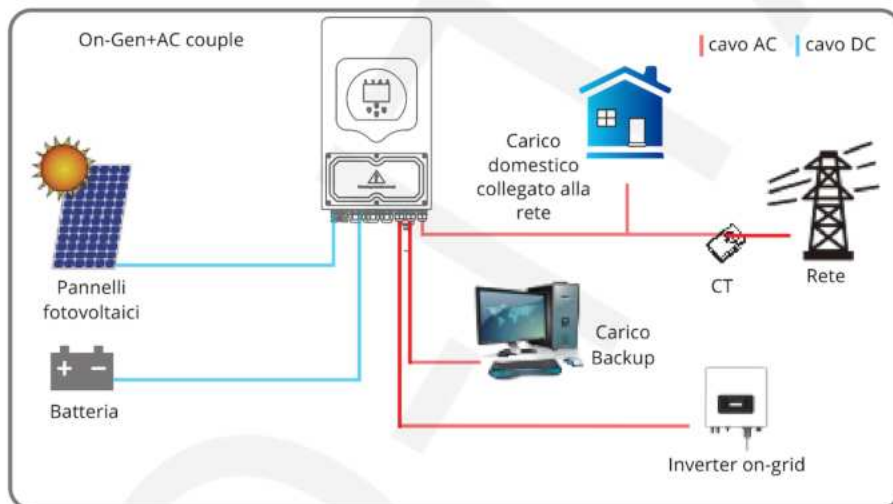 On-Gen+AC couple
cavo AC
cavo DC
Carico
domestico
collegato alla
rete
CT
Rete
Pannelli
fotovoltaici
Carico
Backup
Batteria
Inverter on-grid